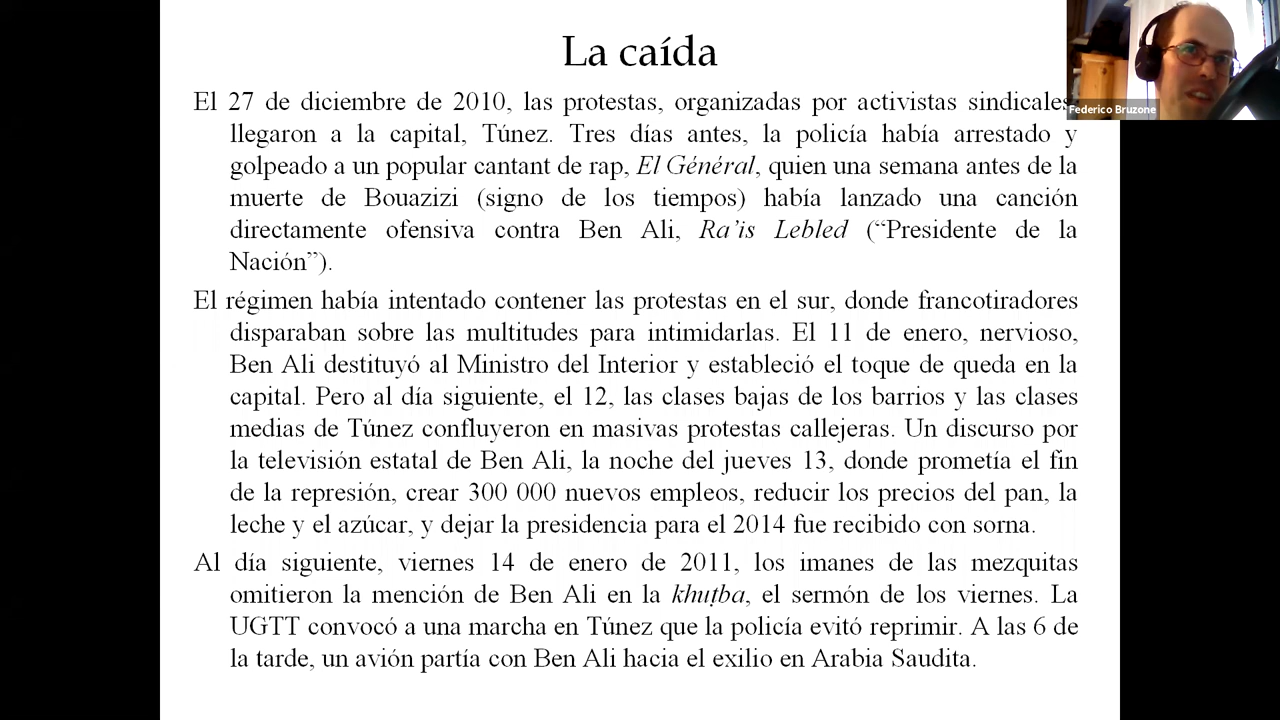 La caída
El 27 de diciembre de 2010, las protestas, organizadas por activistas sindicales,
Federico Bruzone
llegaron a la capital, Túnez. Tres días antes, la policía había arrestado y
golpeado a un popular cantant de rap, El Général, quien una semana antes de la
muerte de Bouazizi (signo de los tiempos) había lanzado una canción
directamente ofensiva contra Ben Ali, Ra’is Lebled (“Presidente de la
Nación”).
El régimen había intentado contener las protestas en el sur, donde francotiradores
disparaban sobre las multitudes para intimidarlas. El 11 de enero, nervioso,
Ben Ali destituyó al Ministro del Interior y estableció el toque de queda en la
capital. Pero al día siguiente, el 12, las clases bajas de los barrios y las clases
medias de Túnez confluyeron en masivas protestas callejeras. Un discurso por
la televisión estatal de Ben Ali, la noche del jueves 13, donde prometía el fin
de la represión, crear 300 000 nuevos empleos, reducir los precios del pan, la
leche y el azúcar, y dejar la presidencia para el 2014 fue recibido con sorna.
Al día siguiente, viernes 14 de enero de 2011, los imanes de las mezquitas
omitieron la mención de Ben Ali en la khuṭba, el sermón de los viernes. La
UGTT convocó a una marcha en Túnez que la policía evitó reprimir. A las 6 de
la tarde, un avión partía con Ben Ali hacia el exilio en Arabia Saudita.